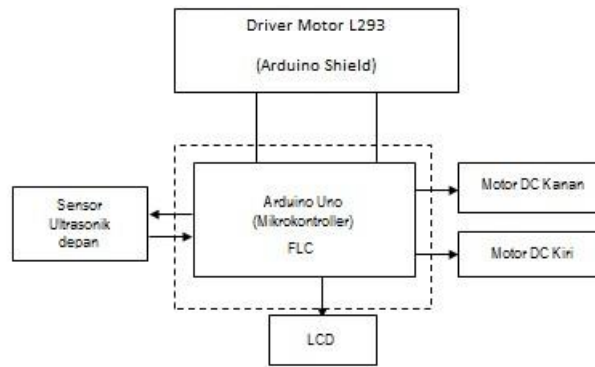 Driver Motor L293
(Arduino Shield)
Sensor
Ultrasonik
depan
Arduino Uno
(Mikrokontroller)
FLC
Motor DC Kanan
Motor DC Kiri
LCD